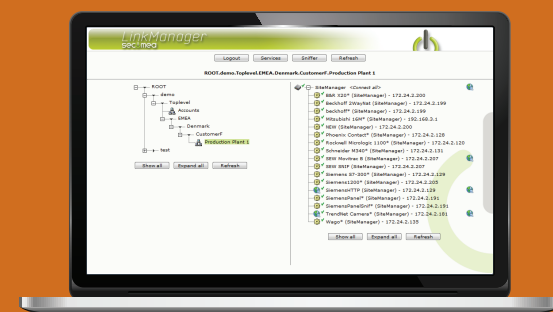 LinkManager
secomea
Logout Services Sniffer Refresh
ROOT.demo.Toplevel.EMEA.Denmark.CustomerF.Production Plant 1
ROOT
demo
Toplevel
Accounts
EMEA
Denmark
CustomerF
Production Plant 1
test
Show all Expand all Refresh
SiteManager <Connect all>
B&R X20* (SiteManager) - 172.24.2.200
Beckhoff 2WayNet (SiteManager) - 172.24.2.199
Beckhoff* (SiteManager) - 172.24.2.199
Mitsubishi 16M* (SiteManager) - 192.168.3.1
NEW (SiteManager) - 172.24.2.200
Phoenix Contact* (SiteManager) - 172.24.2.128
Rockwell Micrologic 1100* (SiteManager) - 172.24.2.120
Schneider M340* (SiteManager) - 172.24.2.131
SEW Movitrac B (SiteManager) - 172.24.2.207
SEW SNIF (SiteManager) - 172.24.2.207
Siemens S7-300* (SiteManager) - 172.24.2.129
Siemens1200* (SiteManager) - 172.24.2.205
SiemensHTTP (SiteManager) - 172.24.2.129
SiemensPanel* (SiteManager) - 172.24.2.191
SiemensPanelSnif* (SiteManager) - 172.24.2.191
TrendNet Camera* (SiteManager) - 172.24.2.181
Wago* (SiteManager) - 172.24.2.135
Show all Expand all Refresh